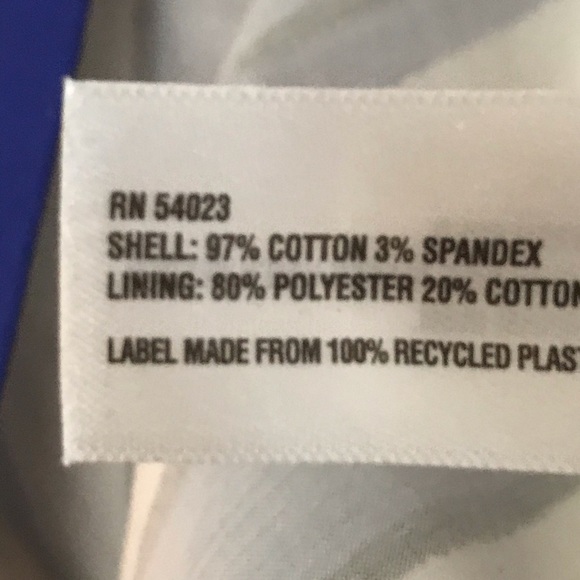 RN 54023
SHELL: 97% COTTON 3% SPANDEX
LINING: 80% POLYESTER 20% COTTON
LABEL MADE FROM 100% RECYCLED PLAST